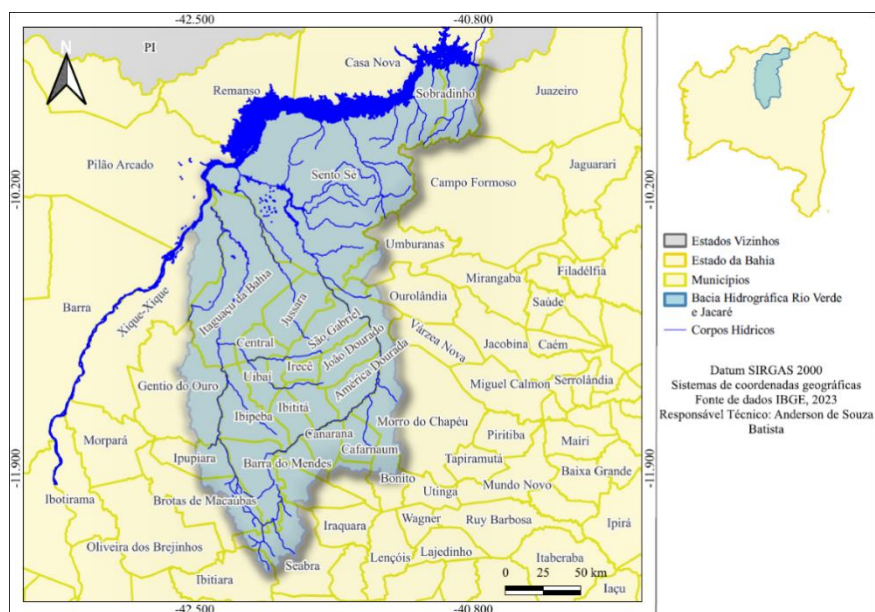 -42.500
-40.800
PI
N
Casa Nova
Remanso
Sobradinho
Juazeiro
Pilão Arcado
Jaguarari
Sento Sé
Campo Formoso
-10.200
-10.200
Umburanas
Mirangaba
Filadélfia
Barra
Xique-Xique
Itaguaçu da Bahia
Jussara
Ourolândia
Saúde
São Gabriel
Central
João Dourado
Várzea Nova
Jacobina
Caém
Irecê
América Dourada
Uibaí
Gentio do Ouro
Miguel Calmon
Serrolândia
Ibititá
Ibipeba
Morro do Chapéu
Canarana
Piritiba
Mairi
Morpará
Ipupiara
Barra do Mendes
Cafarnaum
Tapiramutá
-11.900
-11.900
Baixa Grande
Bonito
Mundo Novo
Utinga
Ibotirama
Brotas de Macaúbas
Iraquara
Wagner
Ruy Barbosa
Ipirá
Oliveira dos Brejinhos
Lençóis
Lajedinho
Seabra
Itaberaba
Ibitiara
0 25 50 km
Iaçu
-42.500
-40.800
Estados Vizinhos
Estado da Bahia
Municípios
Bacia Hidrográfica Rio Verde
e Jacaré
Corpos Hídricos
Datum SIRGAS 2000
Sistemas de coordenadas geográficas
Fonte de dados IBGE, 2023
Responsável Técnico: Anderson de Souza
Batista